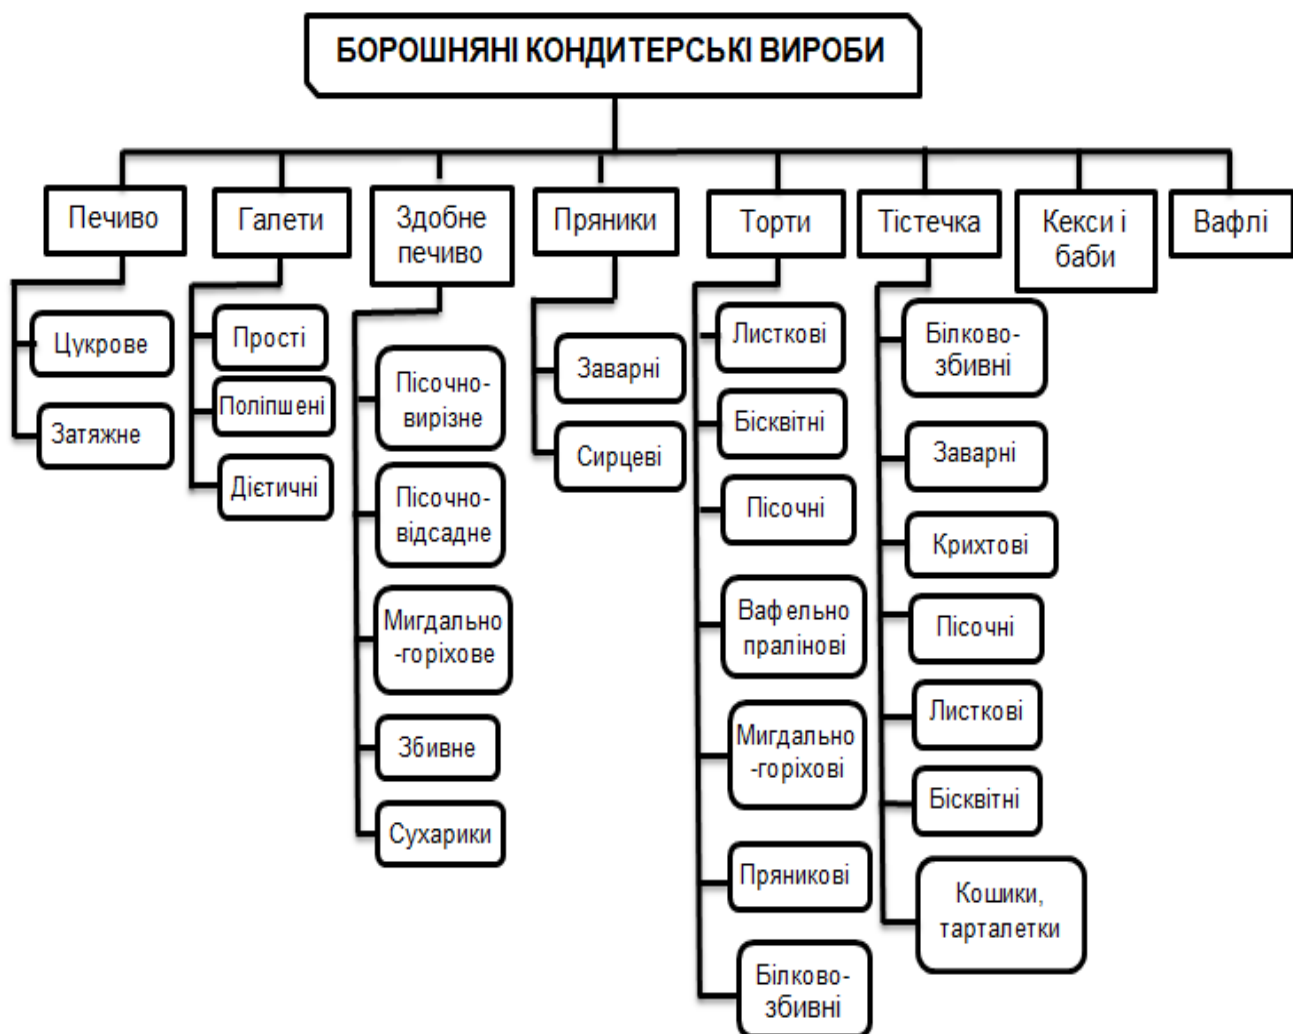 БОРОШНЯНІ КОНДИТЕРСЬКІ ВИРОБИ
Печиво
Галети
Здобне
печиво
Пряники
Торти
Тістечка
Кекси і
баби
Вафлі
Цукрове
Затяжне
Прості
Поліпшені
Дієтичні
Пісочно-
вирізне
Пісочно-
відсадне
Мигдально
-горіхове
Збивне
Сухарики
Заварні
Сирцеві
Листкові
Бісквітні
Пісочні
Вафельно
пралінові
Мигдально
-горіхові
Пряникові
Білково-
збивні
Білково-
збивні
Заварні
Крихтові
Пісочні
Листкові
Бісквітні
Кошики,
тарталетки